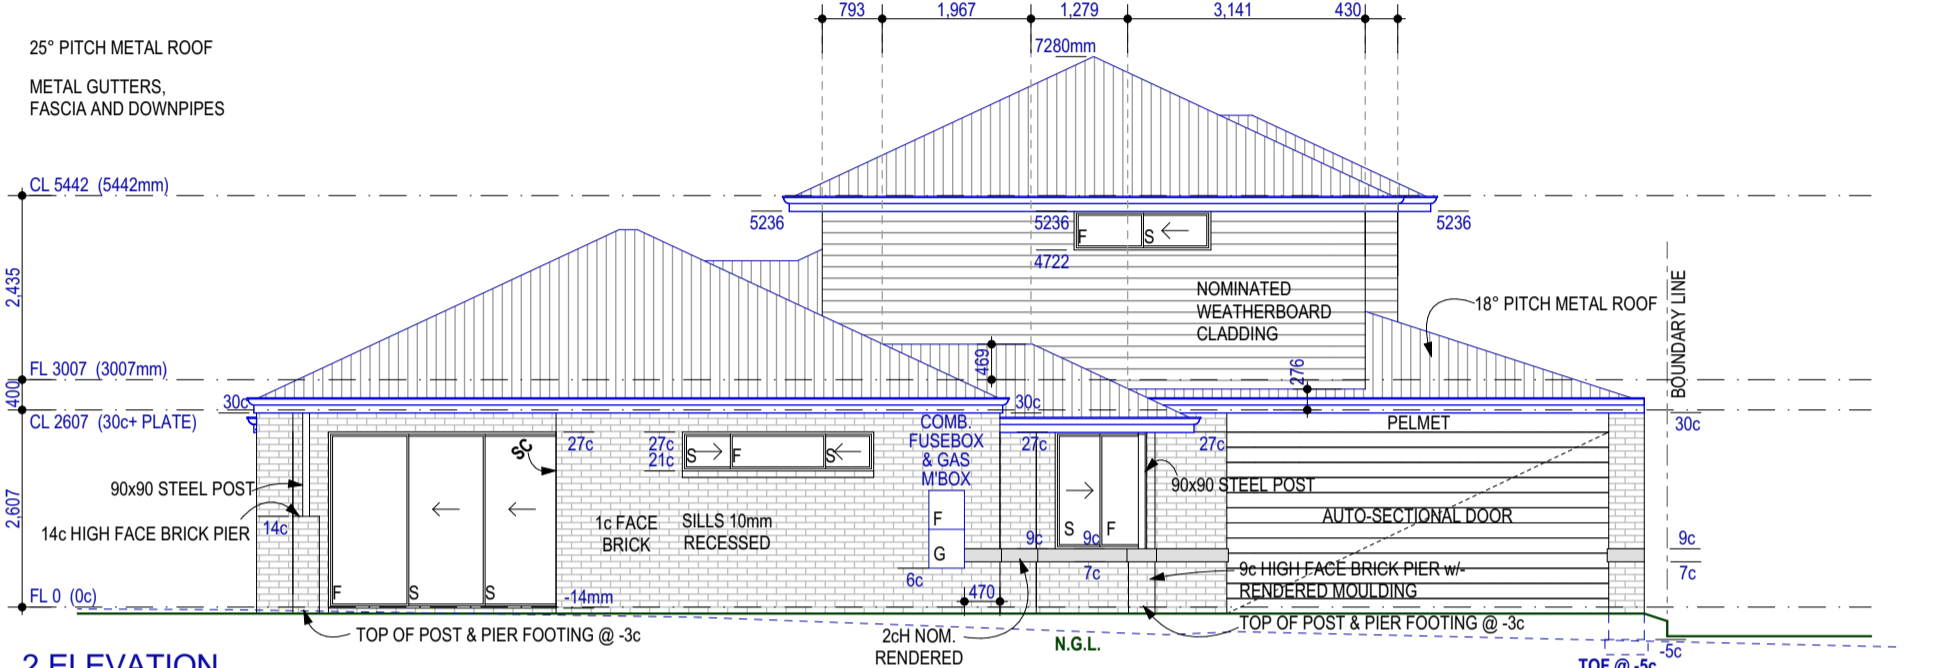 793
1,967
1,279
3,141
430
25° PITCH METAL ROOF
7280mm
METAL GUTTERS,
FASCIA AND DOWNPIPES
CL 5442 (5442mm)
5236
5236
5236
4722
2,435
NOMINATED
WEATHERBOARD
CLADDING
F
S
18° PITCH METAL ROOF
BOUNDARY LINE
469
276
FL 3007 (3007mm)
400
30c
30c
CL 2607 (30c+ PLATE)
30c
COMB.
FUSEBOX
& GAS
M'BOX
PELMET
SC
27c
27c
21c
27c
27c
S
F
S
90x90 STEEL POST
90x90 STEEL POST
2,607
14c
14c HIGH FACE BRICK PIER
1c FACE
BRICK
SILLS 10mm
RECESSED
F
G
S
F
AUTO-SECTIONAL DOOR
9c
9c
9c
6c
7c
7c
9c HIGH FACE BRICK PIER w/-
RENDERED MOULDING
FL 0 (0c)
F
S
S
-14mm
470
TOP OF POST & PIER FOOTING @ -3c
TOP OF POST & PIER FOOTING @ -3c
2cH NOM.
RENDERED
N.G.L.
-5c
TOF @ -5c
2 ELEVATION